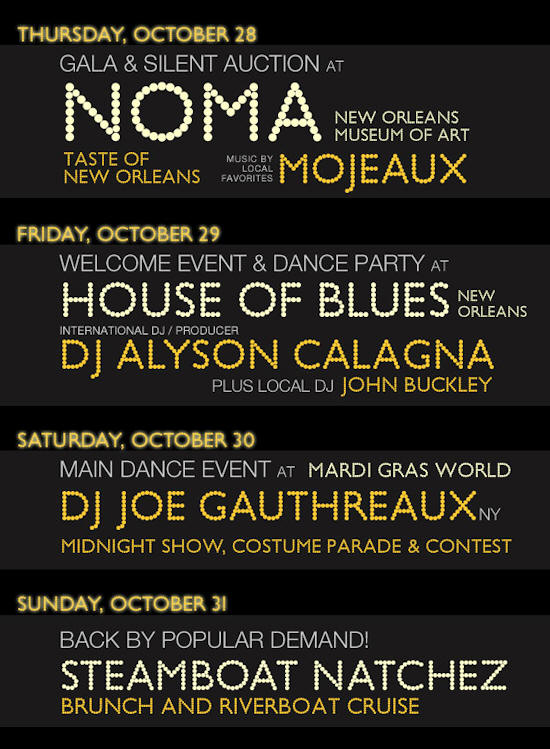 THURSDAY, OCTOBER 28
GALA & SILENT AUCTION AT
NOMA NEW ORLEANS MUSEUM OF ART
TASTE OF NEW ORLEANS
MUSIC BY LOCAL FAVORITES MOJEAUX
FRIDAY, OCTOBER 29
WELCOME EVENT & DANCE PARTY AT
HOUSE OF BLUES NEW ORLEANS
INTERNATIONAL DJ / PRODUCER
DJ ALYSON CALAGNA
PLUS LOCAL DJ JOHN BUCKLEY
SATURDAY, OCTOBER 30
MAIN DANCE EVENT AT MARDI GRAS WORLD
DJ JOE GAUTHREAUX NY
MIDNIGHT SHOW, COSTUME PARADE & CONTEST
SUNDAY, OCTOBER 31
BACK BY POPULAR DEMAND!
STEAMBOAT NATCHEZ
BRUNCH AND RIVERBOAT CRUISE